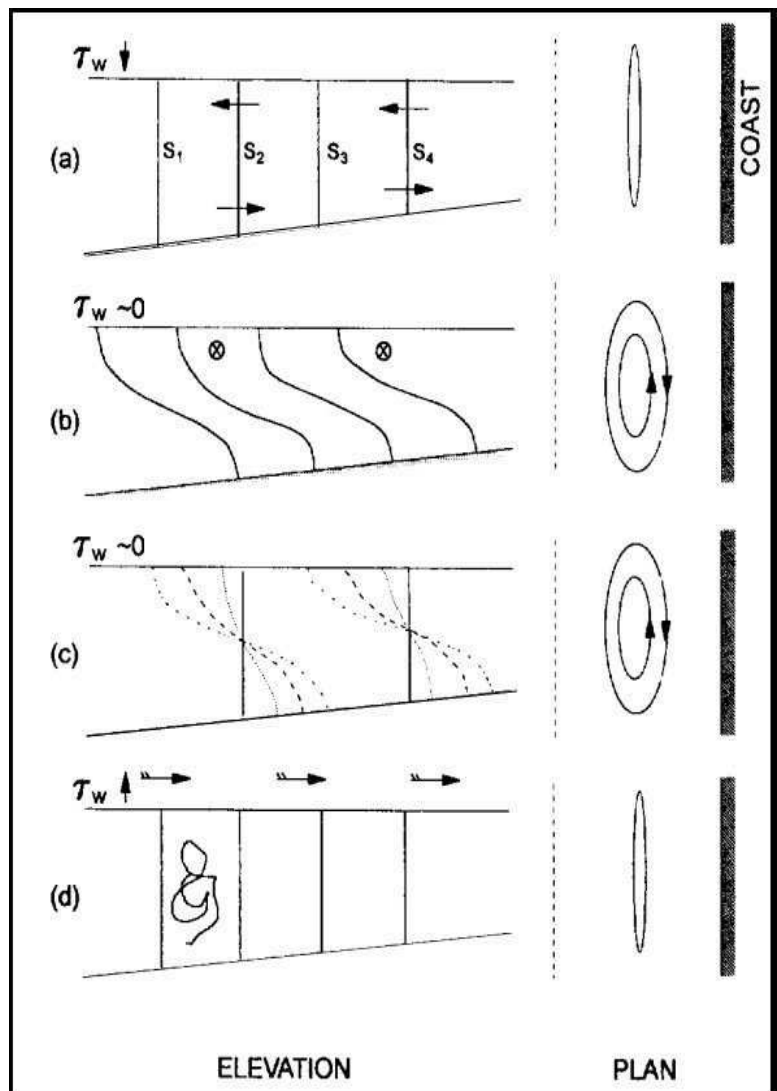 τw
(a)
S1
S2
S3
S4
COAST
τw ~0
(b)
τw ~0
(c)
τw
(d)
ELEVATION
PLAN